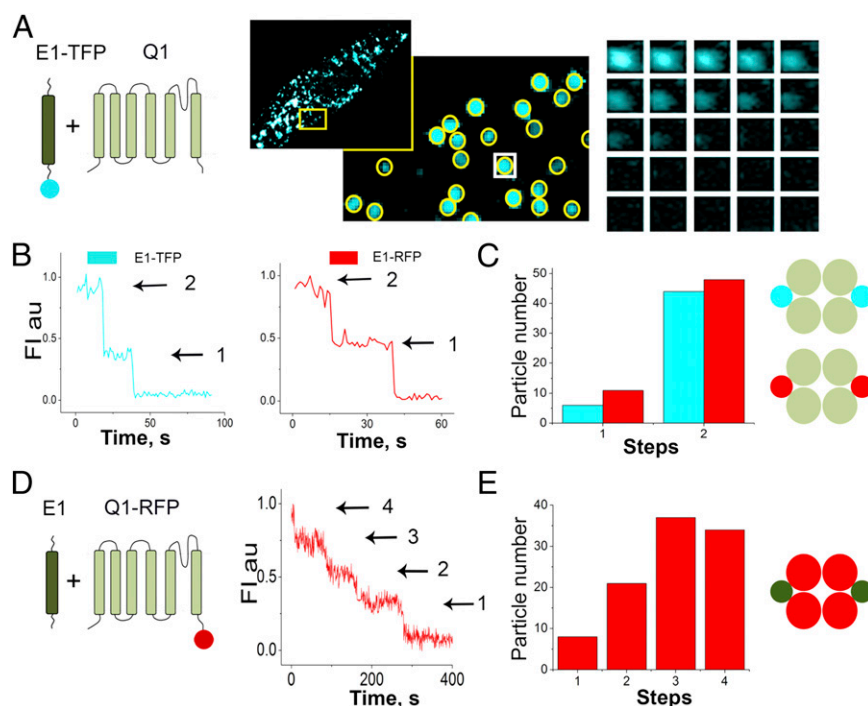 A
E1-TFP Q1
+
B
E1-TFP
E1-RFP
FI au
1.0
0.5
0.0
2
1
0 50 100
Time, s
1.0
0.5
0.0
2
1
0 20 40 60
Time, s
C
Particle number
50
40
30
20
10
0
1 2
Steps
D
E1 Q1-RFP
+
FI au
1.0
0.5
0.0
4
3
2
1
0 200 400
Time, s
E
Particle number
40
30
20
10
0
1 2 3 4
Steps